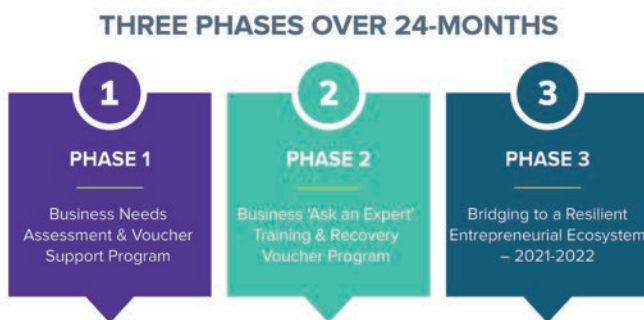 THREE PHASES OVER 24-MONTHS
1
PHASE 1
Business Needs
Assessment & Voucher
Support Program
2
PHASE 2
Business 'Ask an Expert'
Training & Recovery
Voucher Program
3
PHASE 3
Bridging to a Resilient
Entrepreneurial Ecosystem
– 2021-2022